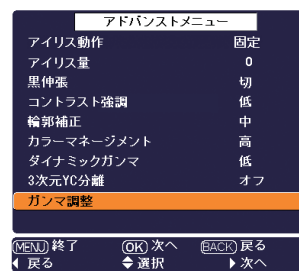 アドバンストメニュー
アイリス動作 固定
アイリス量 0
黒伸張 切
コントラスト強調 低
輪郭補正 中
カラーマネージメント 高
ダイナミックガンマ 低
3次元YC分離 オフ
ガンマ調整
MENU 終了 OK 次へ BACK 戻る
戻る 選択 次へ